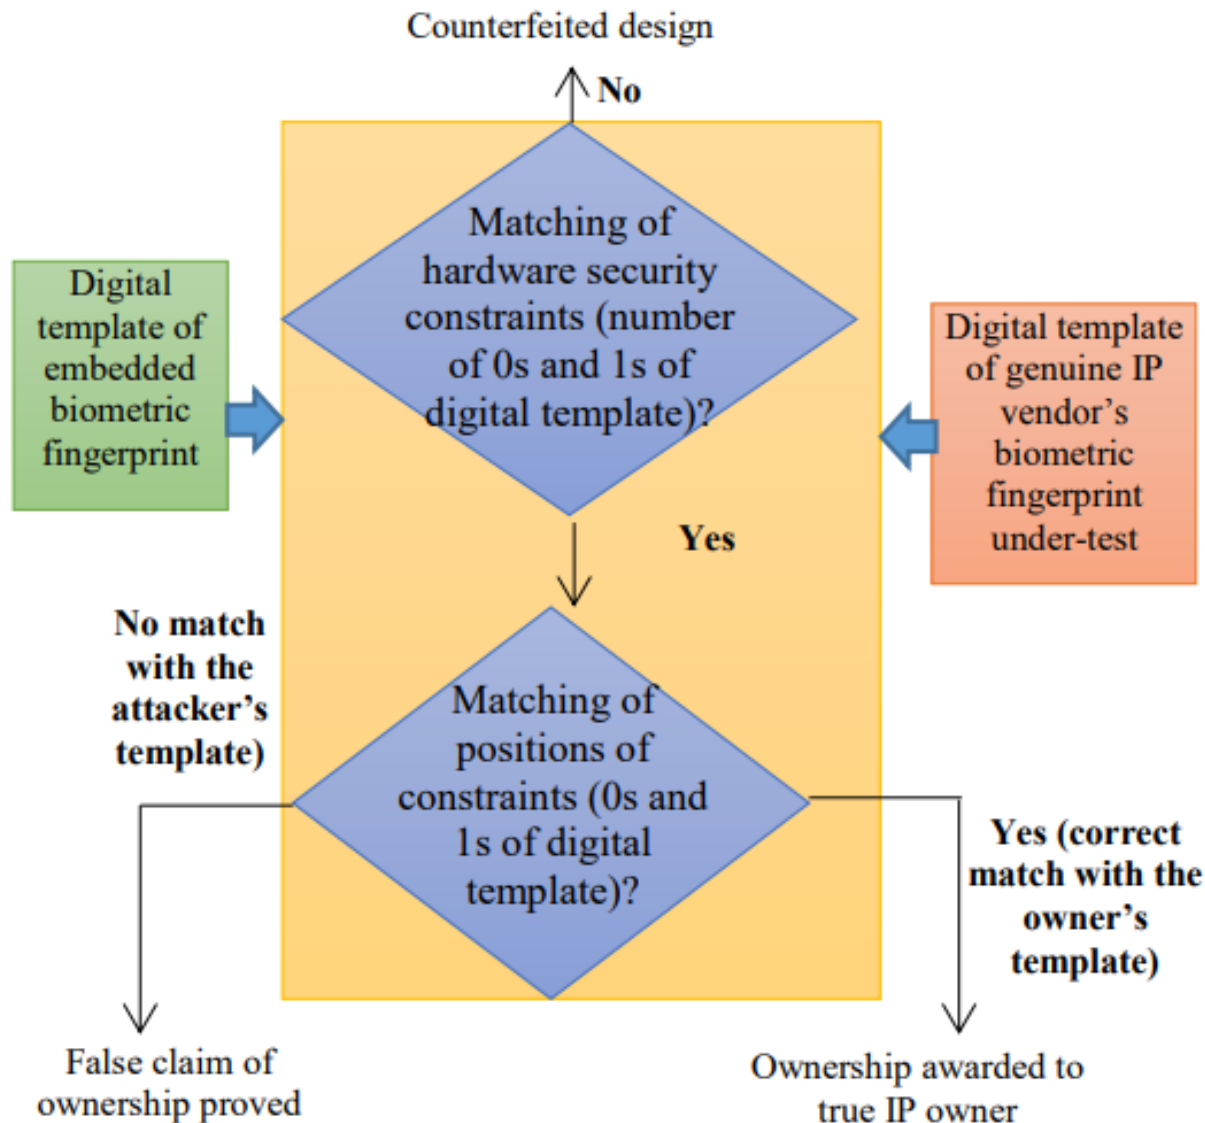 Counterfeited design
No
Matching of
hardware security
constraints (number
of 0s and 1s of
digital template)?
Digital
template of
embedded
biometric
fingerprint
Digital template
of genuine IP
vendor's
biometric
fingerprint
under-test
Yes
No match
with the
attacker's
template)
Matching of
positions of
constraints (0s and
1s of digital
template)?
Yes (correct
match with the
owner's
template)
False claim of
ownership proved
Ownership awarded to
true IP owner